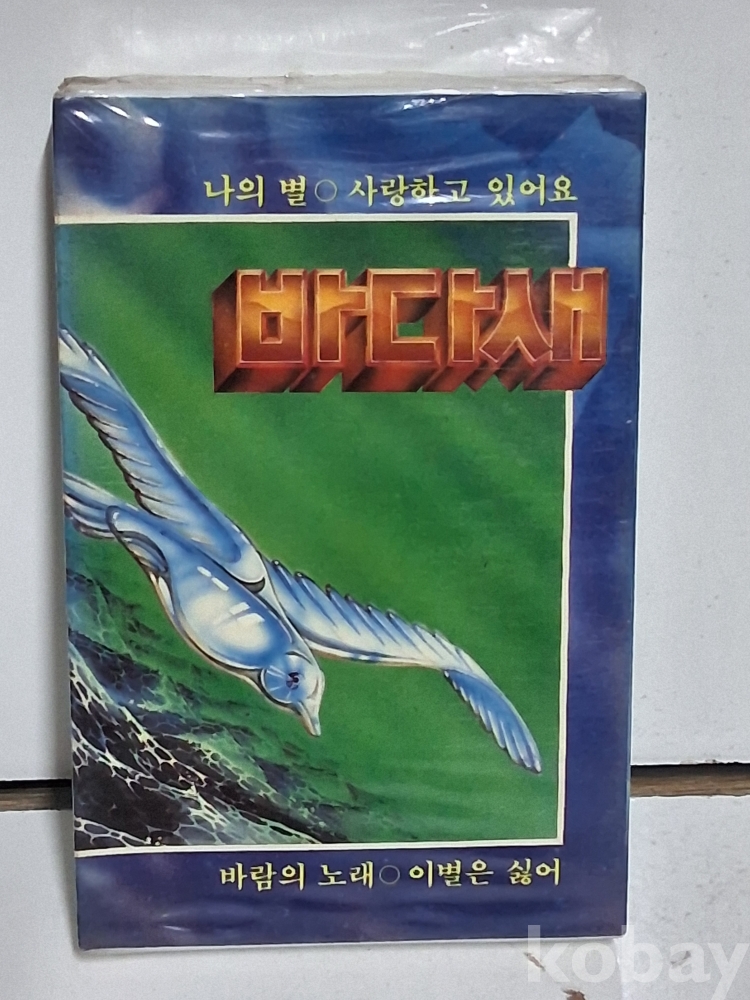 나의 별○사랑하고 있어요
바다새
바람의 노래○이별은 싫어
kobay